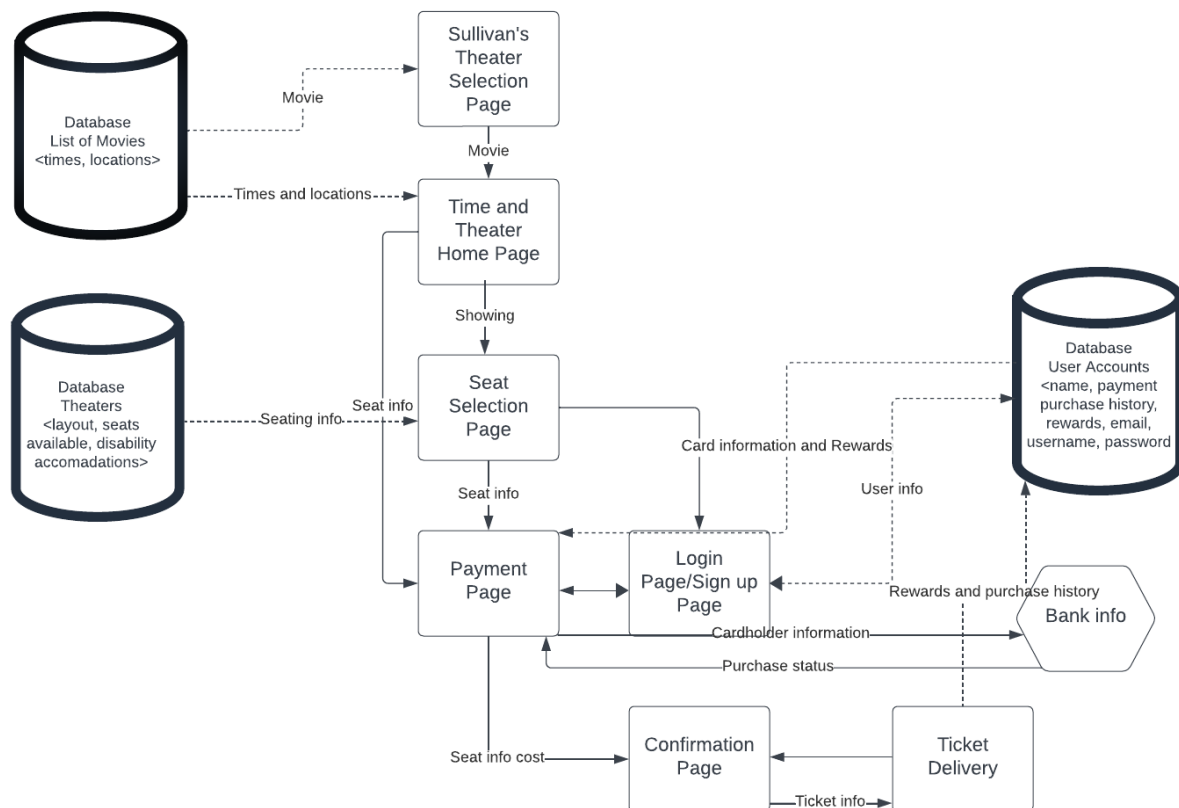 Sullivan's
Theater
Selection
Page
Database
List of Movies
<times, locations>
Movie
Movie
Times and locations
Time and
Theater
Home Page
Showing
Database
Theaters
<layout, seats
available, disability
accomadations>
Seating info
Seat info
Seat
Selection
Page
Database
User Accounts
<name, payment
purchase history,
rewards, email,
username, password
Card information and Rewards
User info
Seat info
Payment
Page
Login
Page/Sign up
Page
Rewards and purchase history
Bank info
Cardholder information
Purchase status
Seat info cost
Confirmation
Page
Ticket
Delivery
Ticket info